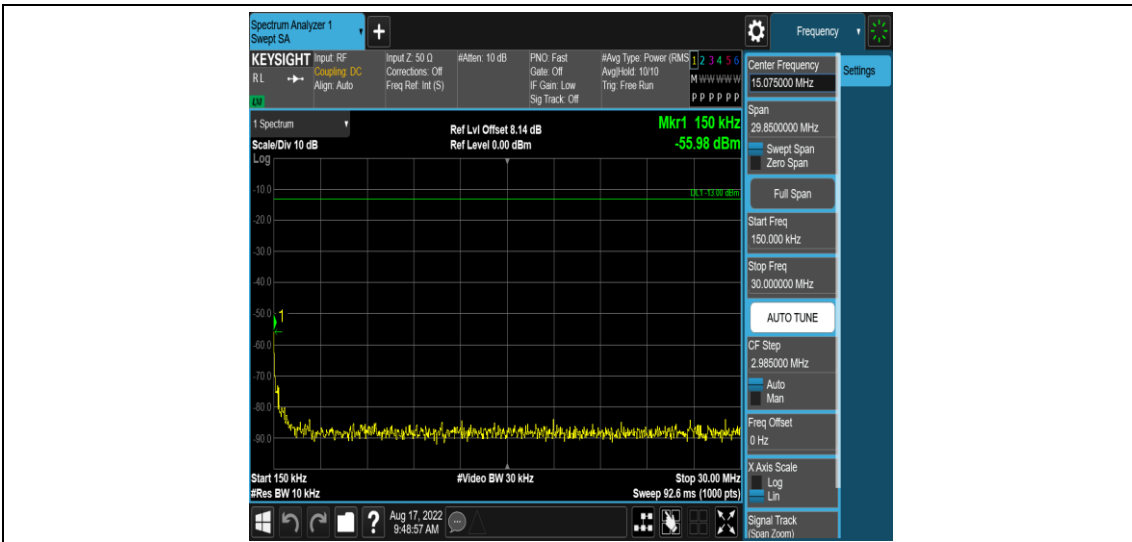 Spectrum Analyzer 1
Swept SA
+
Frequency
KEYSIGHT
RL
LXI
Input: RF
Coupling: DC
Align: Auto
Input Z: 50 Ω
Corrections: Off
Freq Ref: Int (S)
#Atten: 10 dB
PNO: Fast
Gate: Off
IF Gain: Low
Sig Track: Off
#Avg Type: Power (RMS
Avg|Hold: 10/10
Trig: Free Run
1 2 3 4 5 6
M W W W W W
P P P P P P
Center Frequency
15.075000 MHz
Settings
Span
29.8500000 MHz
Swept Span
Zero Span
Full Span
Start Freq
150.000 kHz
Stop Freq
30.000000 MHz
AUTO TUNE
CF Step
2.985000 MHz
Auto
Man
Freq Offset
0 Hz
X Axis Scale
Log
Lin
Signal Track
(Span Zoom)
1 Spectrum
Scale/Div 10 dB
Log
Ref Lvl Offset 8.14 dB
Ref Level 0.00 dBm
Mkr1 150 kHz
-55.98 dBm
DL1 -13.00 dBm
-10.0
-20.0
-30.0
-40.0
-50.0
1
-60.0
-70.0
-80.0
-90.0
Start 150 kHz
#Video BW 30 kHz
Stop 30.00 MHz
#Res BW 10 kHz
Sweep 92.6 ms (1000 pts)
?
Aug 17, 2022
9:48:57 AM